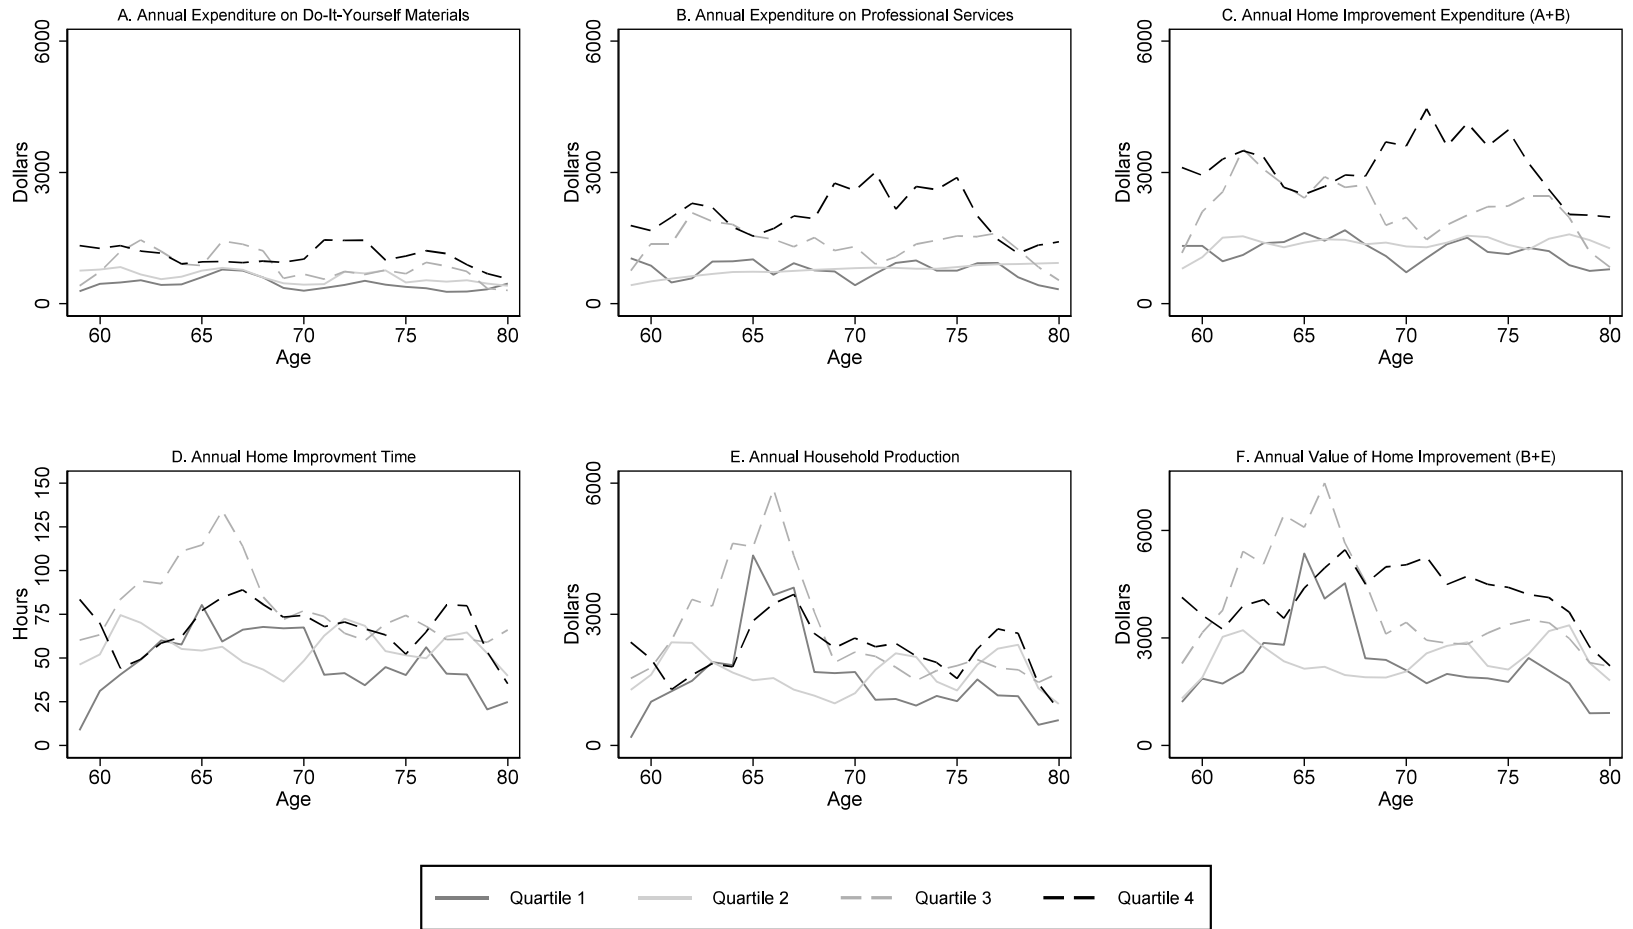 A. Annual Expenditure on Do-It-Yourself Materials
B. Annual Expenditure on Professional Services
C. Annual Home Improvement Expenditure (A+B)
Dollars
0 3000 6000
60 65 70 75 80
Age
Dollars
0 3000 6000
60 65 70 75 80
Age
Dollars
0 3000 6000
60 65 70 75 80
Age
D. Annual Home Improvment Time
E. Annual Household Production
F. Annual Value of Home Improvement (B+E)
Hours
0 25 50 75 100 125 150
60 65 70 75 80
Age
Dollars
0 3000 6000
60 65 70 75 80
Age
Dollars
0 3000 6000
60 65 70 75 80
Age
Quartile 1 Quartile 2 Quartile 3 Quartile 4